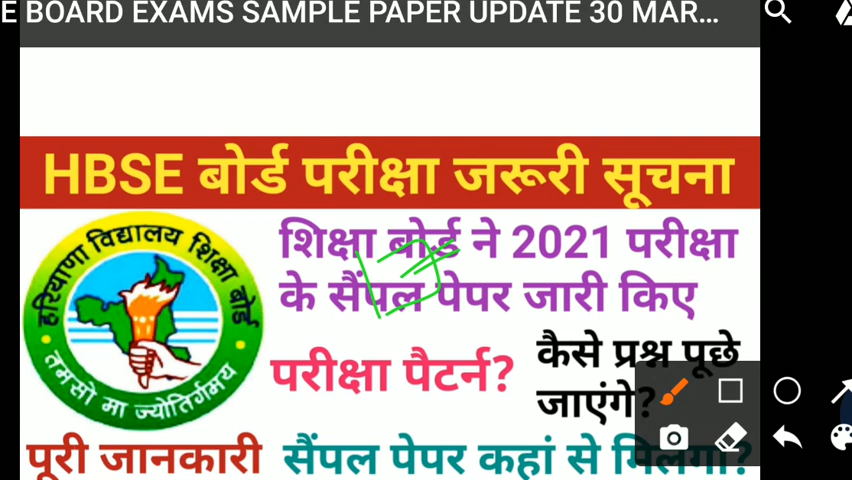 E BOARD EXAMS SAMPLE PAPER UPDATE 30 MAR...
HBSE बोर्ड परीक्षा जरूरी सूचना
हरियाणा विद्यालय शिक्षा बोर्ड
तमसो मा ज्योतिर्गमय
शिक्षा बोर्ड ने 2021 परीक्षा
के सैंपल पेपर जारी किए
परीक्षा पैटर्न?
कैसे प्रश्न पूछे
जाएंगे?
पूरी जानकारी
सैंपल पेपर कहां से मिलेगा?